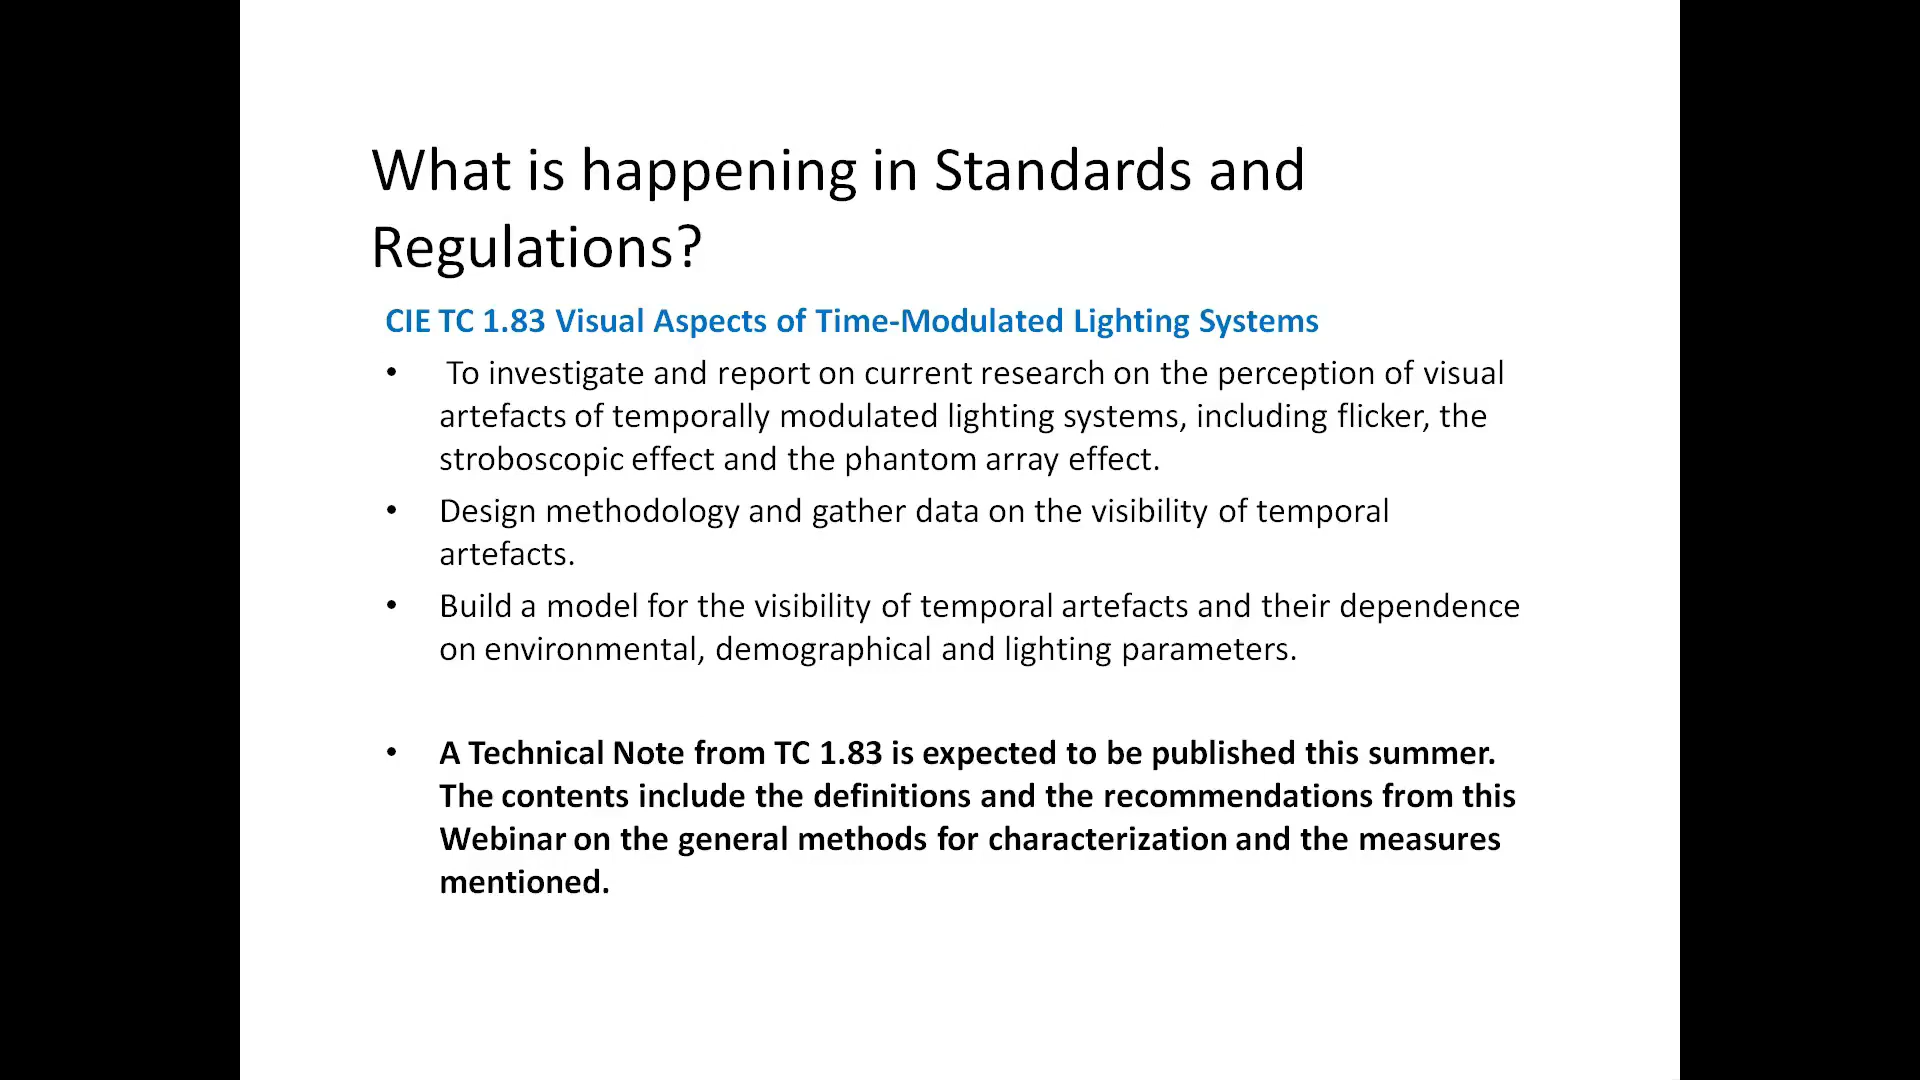 What is happening in Standards and
Regulations?
CIE TC 1.83 Visual Aspects of Time-Modulated Lighting Systems
• To investigate and report on current research on the perception of visual
artefacts of temporally modulated lighting systems, including flicker, the
stroboscopic effect and the phantom array effect.
• Design methodology and gather data on the visibility of temporal
artefacts.
• Build a model for the visibility of temporal artefacts and their dependence
on environmental, demographical and lighting parameters.
• A Technical Note from TC 1.83 is expected to be published this summer.
The contents include the definitions and the recommendations from this
Webinar on the general methods for characterization and the measures
mentioned.